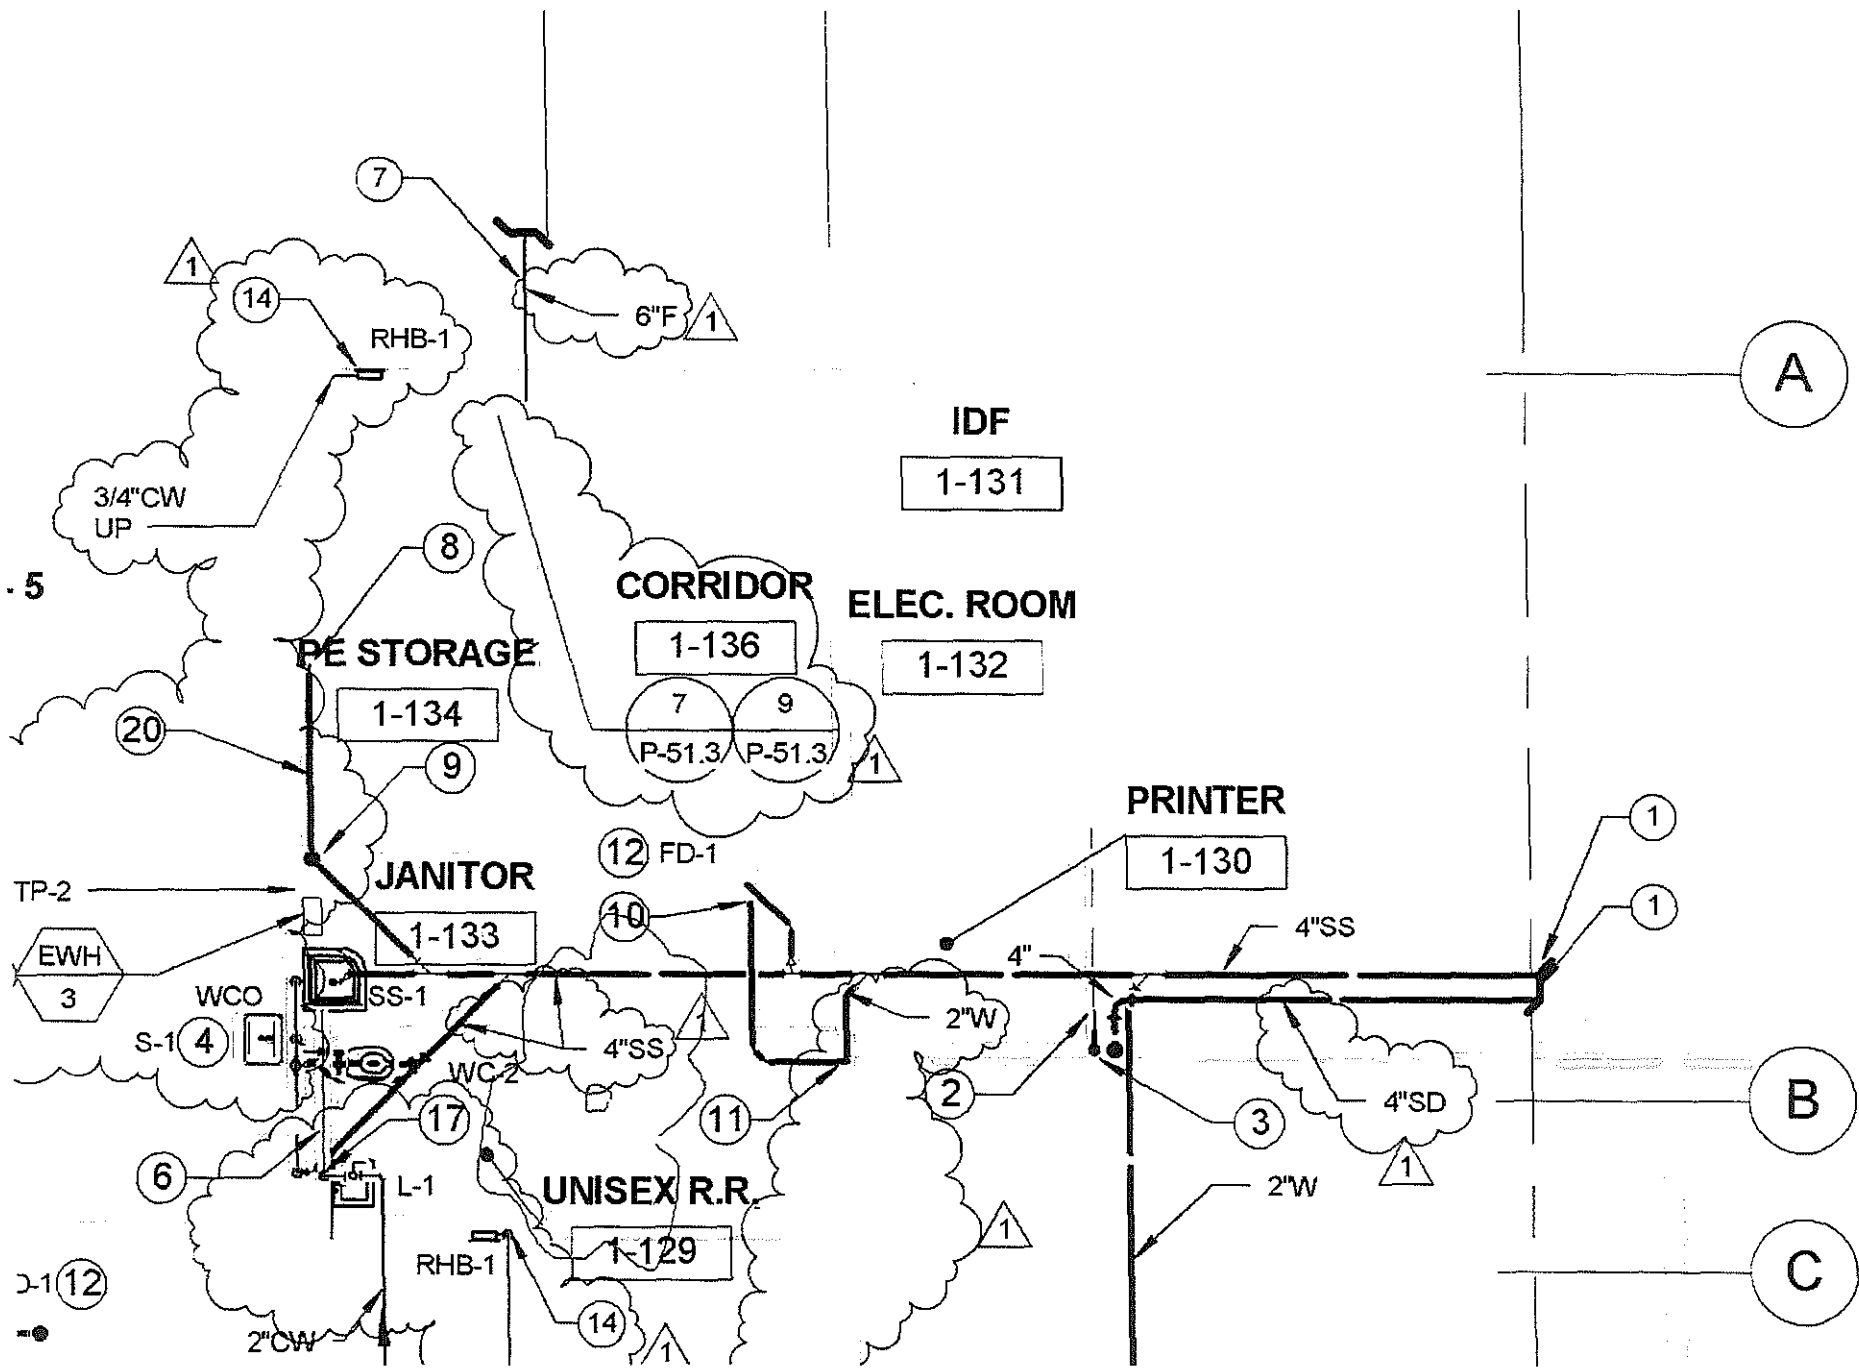 7
1
14
6"F
1
RHB-1
A
IDF
1-131
3/4"CW
UP
8
5
CORRIDOR
ELEC. ROOM
PE STORAGE
1-136
1-132
1-134
7
9
20
P-51.3
P-51.3
9
1
PRINTER
1
12 FD-1
1-130
JANITOR
TP-2
10
1
1-133
4"SS
EWH
4"
3
WCO
SS-1
2"W
S-1 4
4"SS
1
WC-2
2
4"SD
B
17
11
3
6
1
L-1
UNISEX R.R.
2"W
1
RHB-1
1-129
C
-1 12
14
2"CW
1